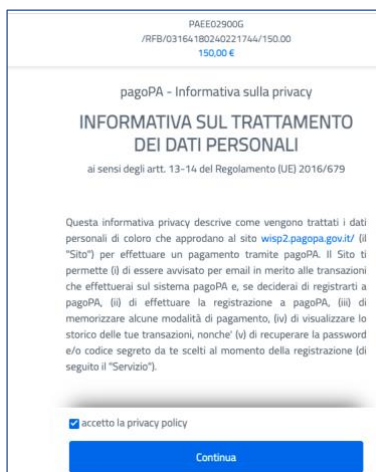 PAEE02900G
/RFB/03164180240221744/150.00
150,00 €
pagoPA - Informativa sulla privacy
INFORMATIVA SUL TRATTAMENTO
DEI DATI PERSONALI
ai sensi degli artt. 13-14 del Regolamento (UE) 2016/679
Questa informativa privacy descrive come vengono trattati i dati
personali di coloro che approdano al sito wisp2.pagopa.gov.it/ (il
"Sito") per effettuare un pagamento tramite pagoPA. Il Sito ti
permette (i) di essere avvisato per email in merito alle transazioni
che effettuerai sul sistema pagoPA e, se deciderai di registrarti a
pagoPA, (ii) di effettuare la registrazione a pagoPA, (iii) di
memorizzare alcune modalità di pagamento, (iv) di visualizzare lo
storico delle tue transazioni, nonche' (v) di recuperare la password
e/o codice segreto da te scelti al momento della registrazione (di
seguito il "Servizio").
accetto la privacy policy
Continua